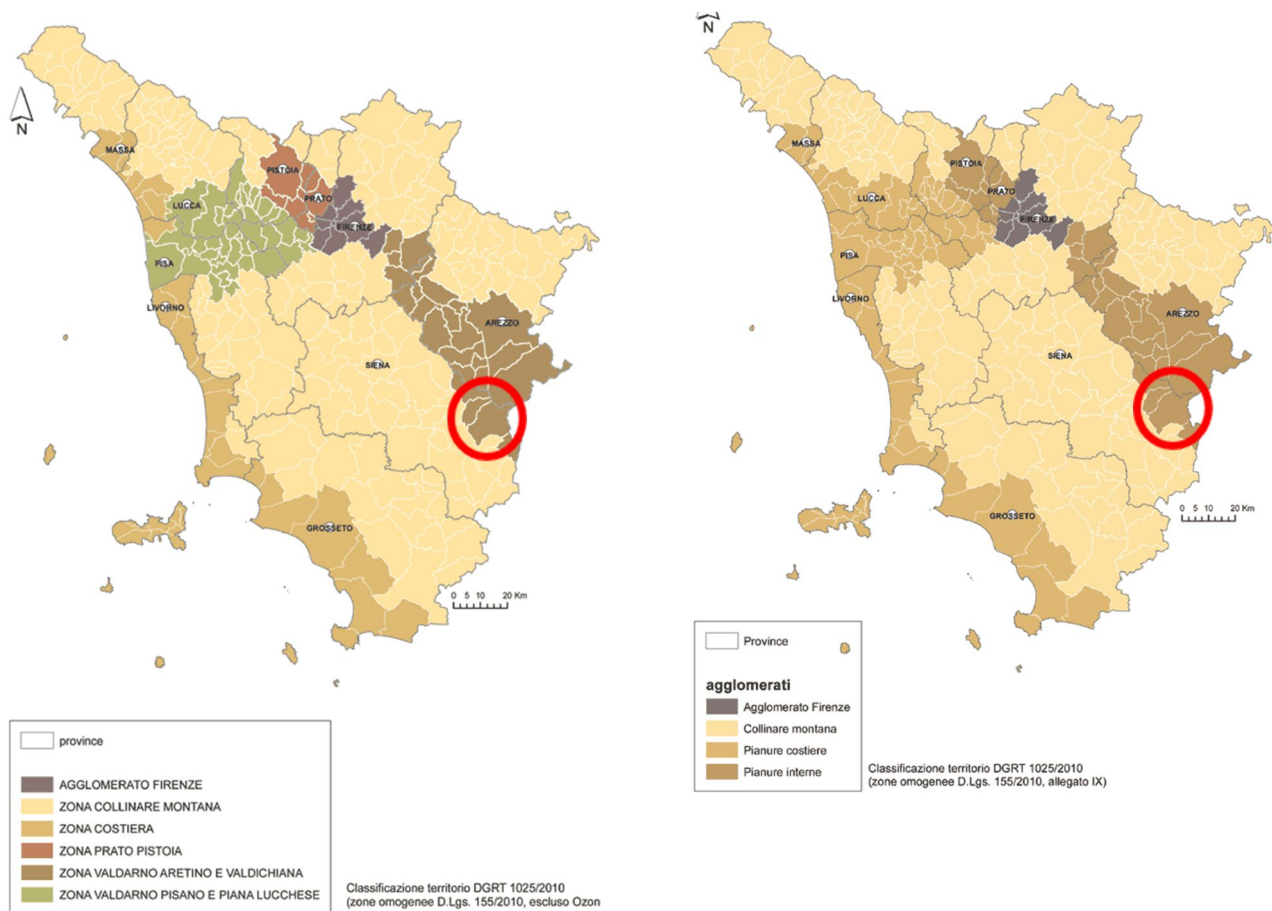 N
MASSA
PISTOIA
PRATO
LUCCA
FIRENZE
PISA
LIVORNO
AREZZO
SIENA
GROSSETO
0 5 10 20 Km
province
AGGLOMERATO FIRENZE
ZONA COLLINARE MONTANA
ZONA COSTIERA
ZONA PRATO PISTOIA
ZONA VALDARNO ARETINO E VALDICHIANA
ZONA VALDARNO PISANO E PIANA LUCCHESE
Classificazione territorio DGRT 1025/2010
(zone omogenee D.Lgs. 155/2010, escluso Ozon
N
MASSA
PISTOIA
PRATO
LUCCA
FIRENZE
PISA
LIVORNO
AREZZO
SIENA
GROSSETO
0 5 10 20 Km
Province
agglomerati
Agglomerato Firenze
Collinare montana
Pianure costiere
Pianure interne
Classificazione territorio DGRT 1025/2010
(zone omogenee D.Lgs. 155/2010, allegato IX)